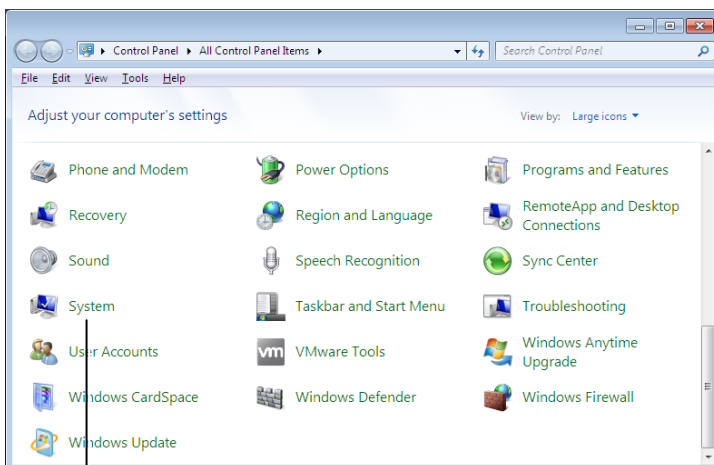 Control Panel All Control Panel Items Search Control Panel
File Edit View Tools Help
Adjust your computer's settings View by: Large icons
Phone and Modem Power Options Programs and Features
Recovery Region and Language RemoteApp and Desktop
Connections
Sound Speech Recognition Sync Center
System Taskbar and Start Menu Troubleshooting
User Accounts vm VMware Tools Windows Anytime
Upgrade
Windows CardSpace Windows Defender Windows Firewall
Windows Update